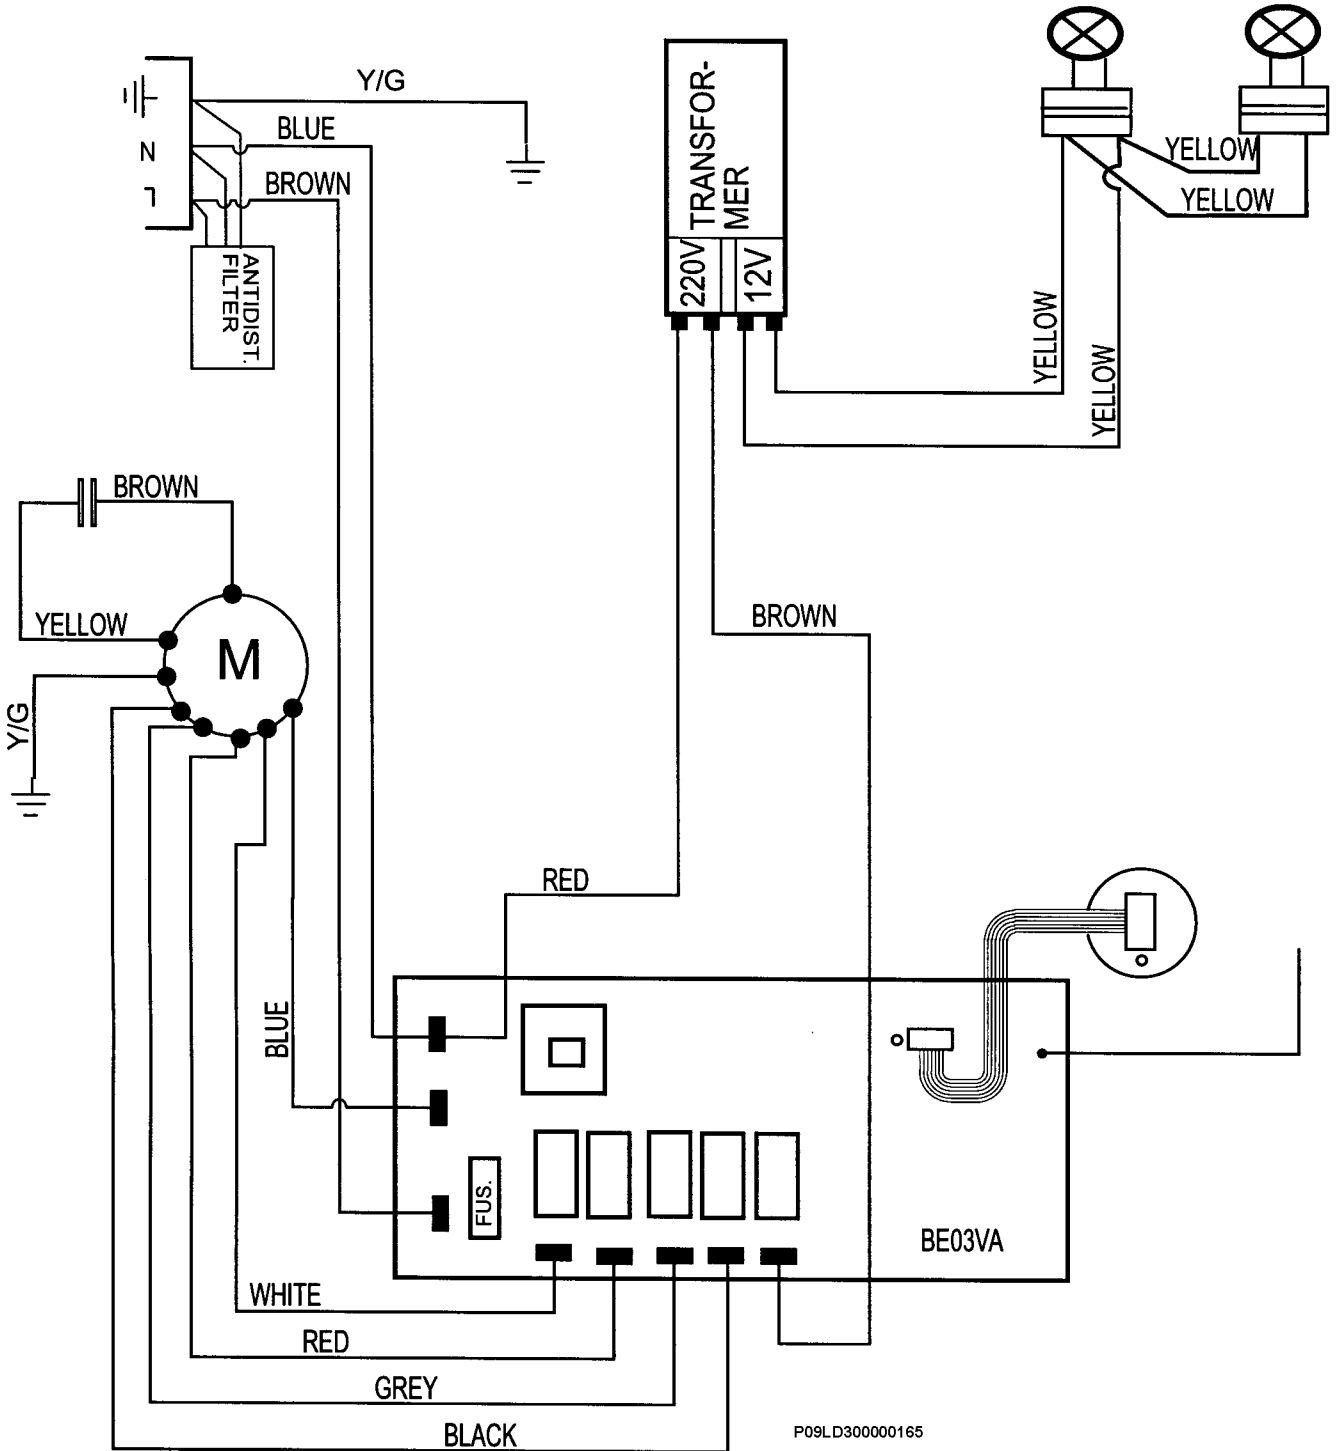 Y/G
BLUE
N
BROWN
L
ANTIDIST.
FILTER
TRANSFOR-
MER
220V
12V
YELLOW
YELLOW
YELLOW
YELLOW
BROWN
YELLOW
M
Y/G
BROWN
RED
BLUE
FUS.
BE03VA
WHITE
RED
GREY
BLACK
P09LD300000165